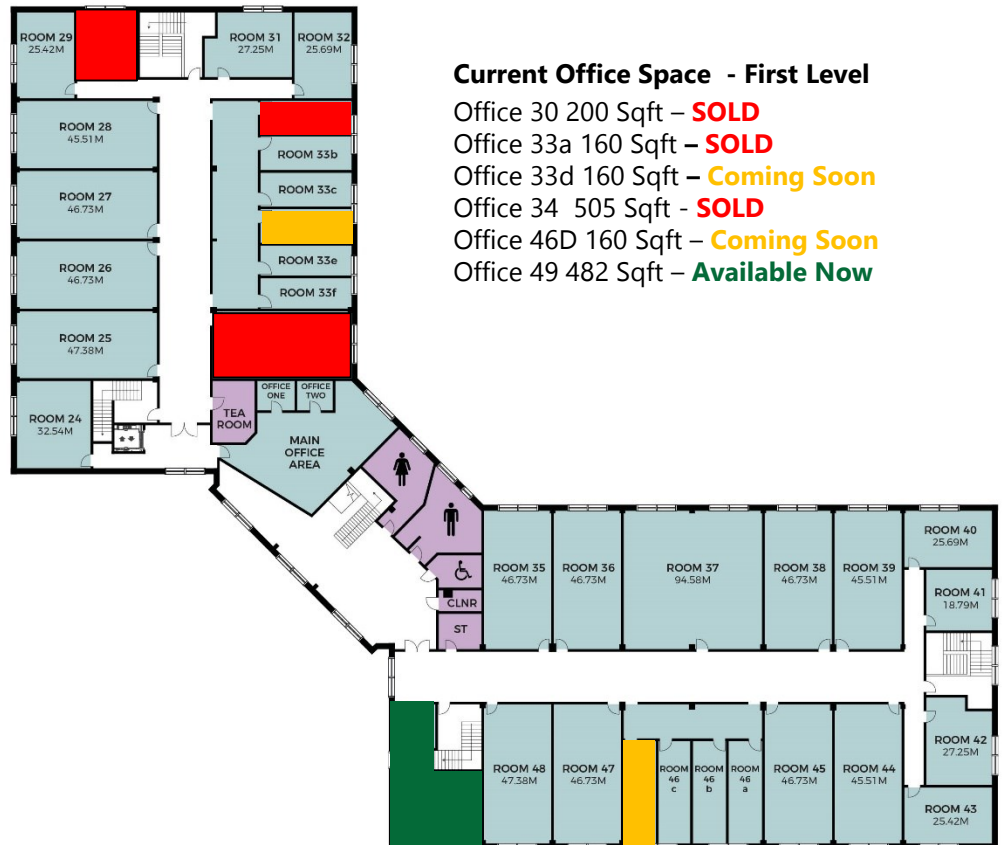 ROOM 29
25.42M
ROOM 31
27.25M
ROOM 32
25.69M
Current Office Space - First Level
Office 30 200 Sqft – SOLD
Office 33a 160 Sqft – SOLD
Office 33d 160 Sqft – Coming Soon
Office 34 505 Sqft - SOLD
Office 46D 160 Sqft – Coming Soon
Office 49 482 Sqft – Available Now
ROOM 28
45.51 M
ROOM 33b
ROOM 27
46.73M
ROOM 33c
ROOM 26
46.73M
ROOM 33e
ROOM 33f
ROOM 25
47.38M
ROOM 24
32.54M
TEA
ROOM
OFFICE
ONE
OFFICE
TWO
MAIN
OFFICE
AREA
ROOM 35
46.73M
ROOM 36
46.73M
ROOM 37
94.58M
ROOM 38
46.73M
ROOM 39
45.51M
ROOM 40
25.69M
ROOM 41
18.79M
CLNR
ST
ROOM 48
47.38M
ROOM 47
46.73M
ROOM
46
c
ROOM
46
b
ROOM
46
a
ROOM 45
46.73M
ROOM 44
45.51M
ROOM 42
27.25M
ROOM 43
25.42M